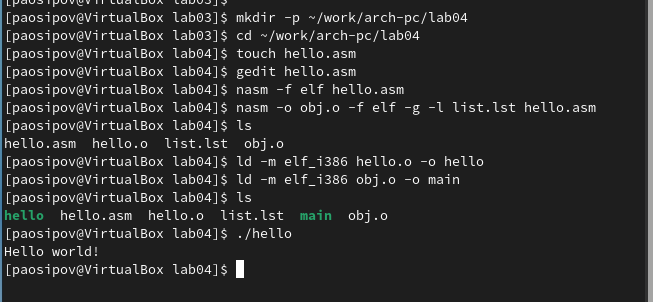 [paosipov@VirtualBox lab03]$
[paosipov@VirtualBox lab03]$ mkdir -p ~/work/arch-pc/lab04
[paosipov@VirtualBox lab03]$ cd ~/work/arch-pc/lab04
[paosipov@VirtualBox lab04]$ touch hello.asm
[paosipov@VirtualBox lab04]$ gedit hello.asm
[paosipov@VirtualBox lab04]$ nasm -f elf hello.asm
[paosipov@VirtualBox lab04]$ nasm -o obj.o -f elf -g -l list.lst hello.asm
[paosipov@VirtualBox lab04]$ ls
hello.asm  hello.o  list.lst  obj.o
[paosipov@VirtualBox lab04]$ ld -m elf_i386 hello.o -o hello
[paosipov@VirtualBox lab04]$ ld -m elf_i386 obj.o -o main
[paosipov@VirtualBox lab04]$ ls
hello  hello.asm  hello.o  list.lst  main  obj.o
[paosipov@VirtualBox lab04]$ ./hello
Hello world!
[paosipov@VirtualBox lab04]$